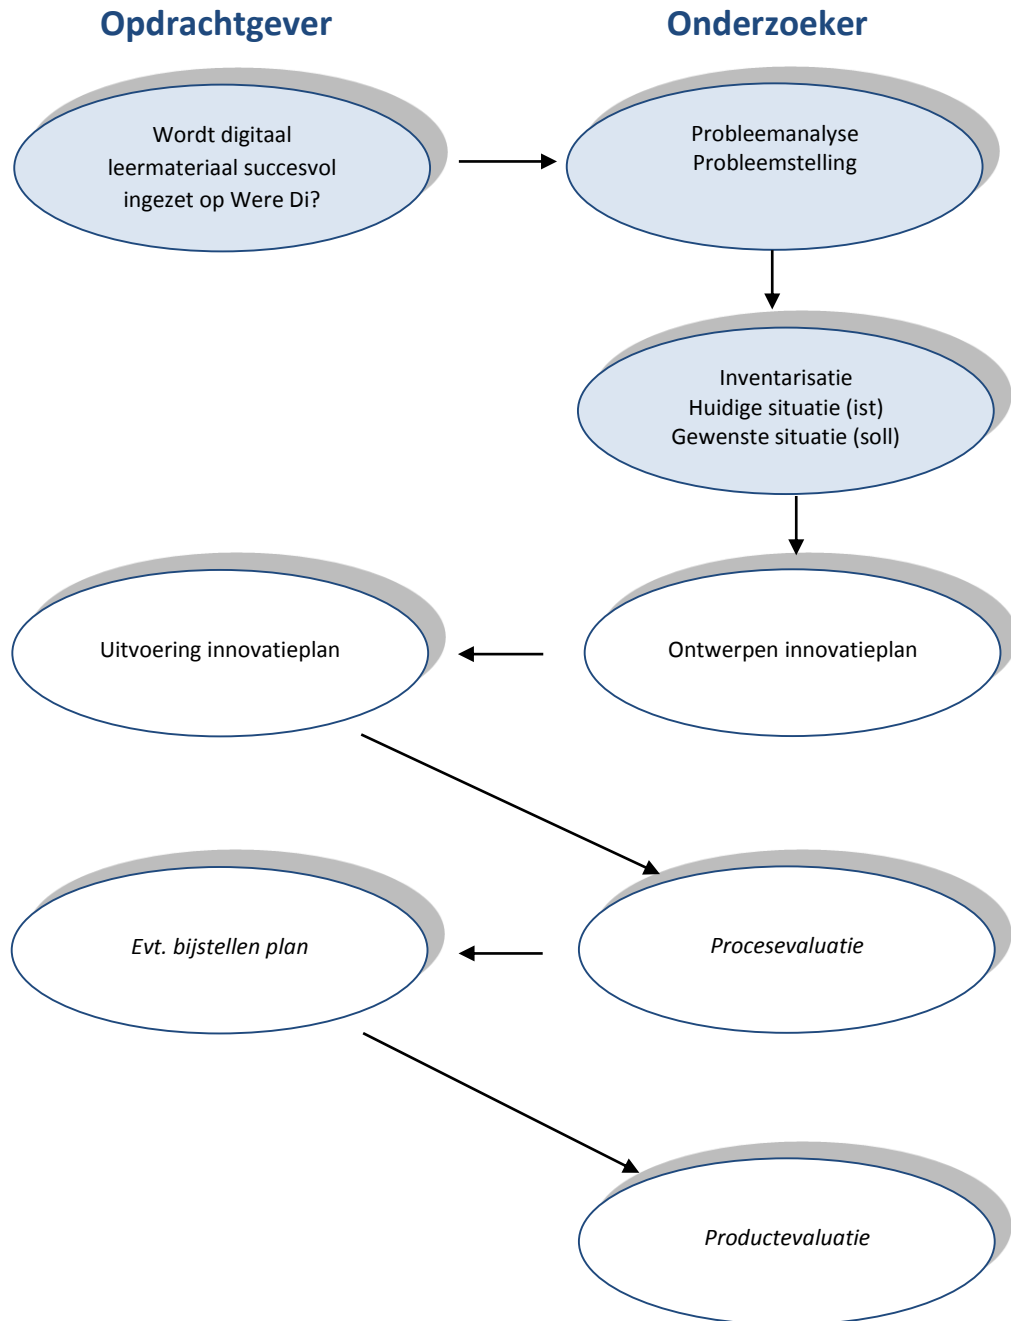 Opdrachtgever
Onderzoeker
Wordt digitaal
leermateriaal succesvol
ingezet op Were Di?
Probleemanalyse
Probleemstelling
Inventarisatie
Huidige situatie (ist)
Gewenste situatie (soll)
Uitvoering innovatieplan
Ontwerpen innovatieplan
Evt. bijstellen plan
Procesevaluatie
Productevaluatie